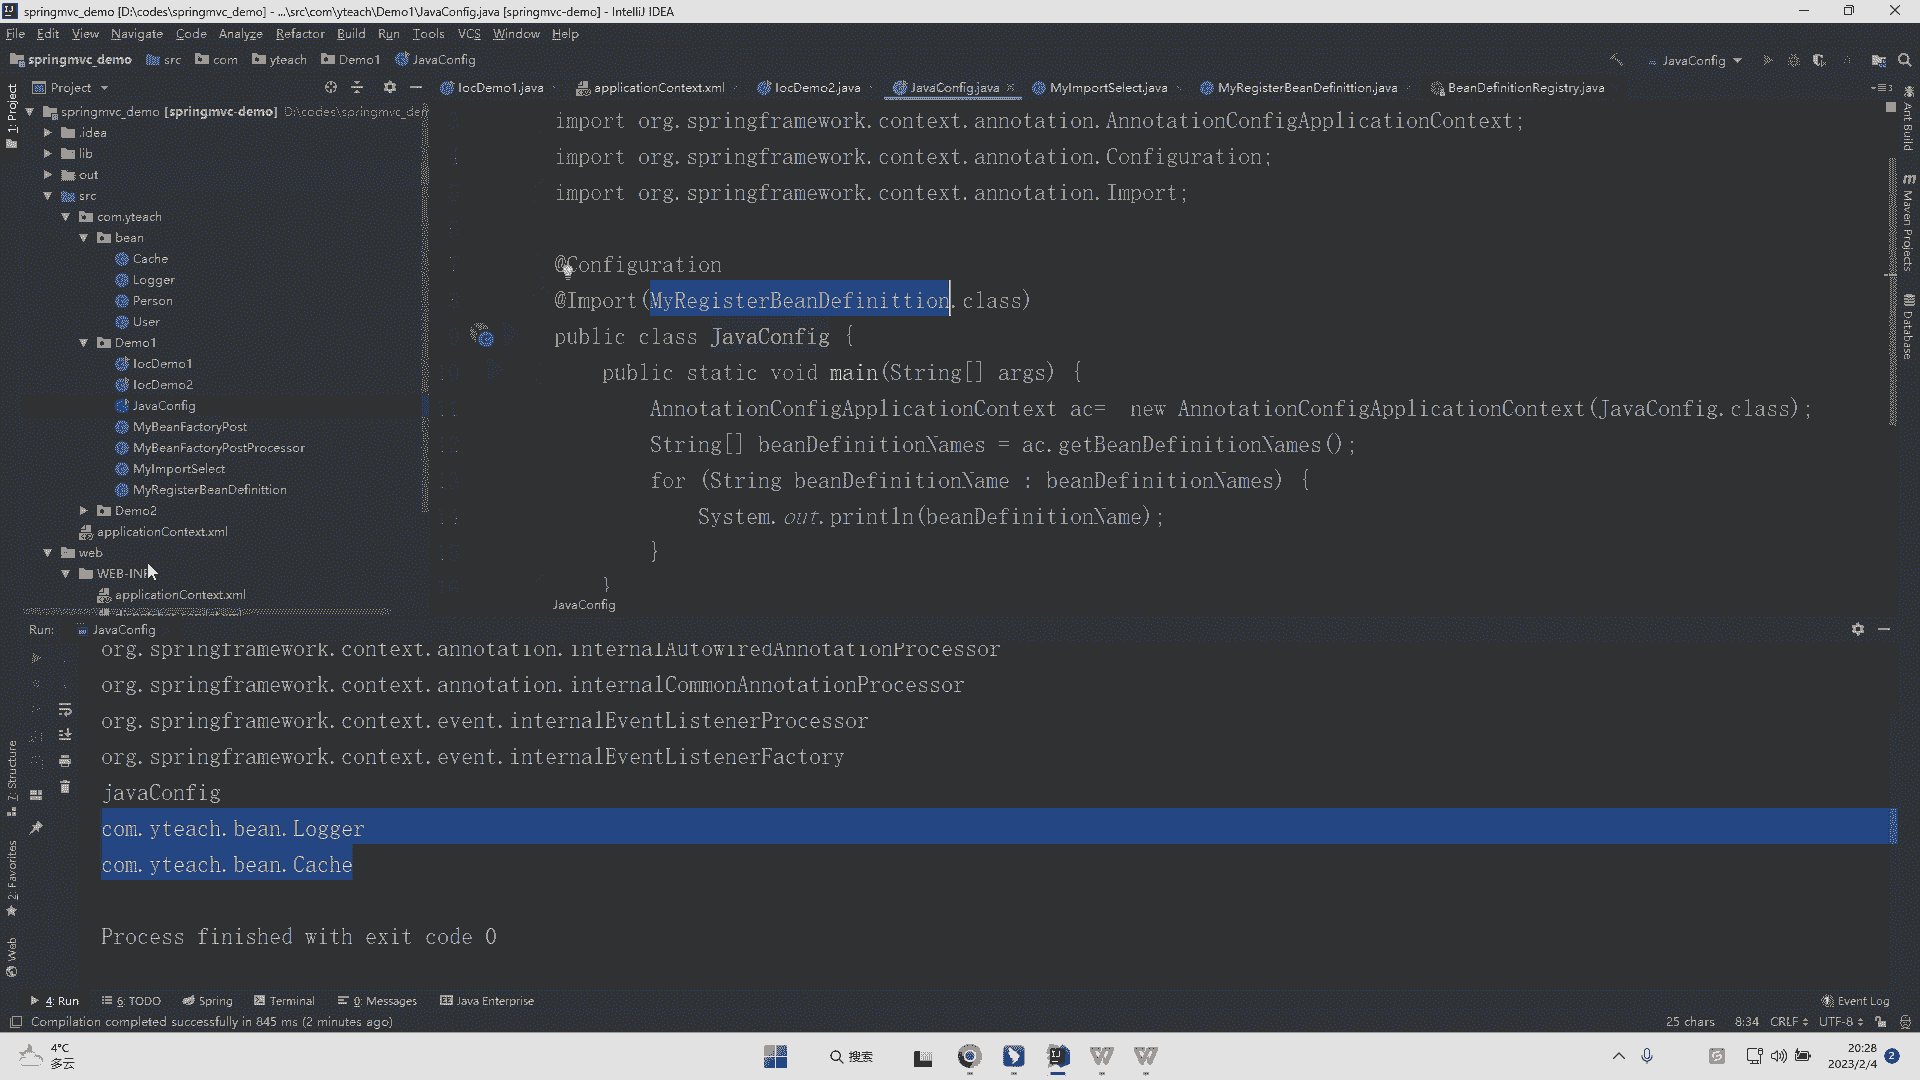 springmvc_demo [D:\codes\springmvc_demo] - ...\src\com\yteach\Demo1\JavaConfig.java [springmvc-demo] - IntelliJ IDEA
File Edit View Navigate Code Analyze Refactor Build Run Tools VCS Window Help
springmvc_demo src com yteach Demo1 JavaConfig
JavaConfig
Project
IocDemo1.java applicationContext.xml IocDemo2.java JavaConfig.java MyImportSelect.java MyRegisterBeanDefinittion.java BeanDefinitionRegistry.java
1: Project
springmvc_demo [springmvc-demo] D:\codes\springmvc_der
.idea
lib
out
src
com.yteach
bean
Cache
Logger
Person
User
Demo1
IocDemo1
IocDemo2
JavaConfig
MyBeanFactoryPost
MyBeanFactoryPostProcessor
MyImportSelect
MyRegisterBeanDefinittion
Demo2
applicationContext.xml
web
WEB-INF
applicationContext.xml
import org.springframework.context.annotation.AnnotationConfigApplicationContext;
import org.springframework.context.annotation.Configuration;
import org.springframework.context.annotation.Import;
@Configuration
@Import(MyRegisterBeanDefinittion.class)
public class JavaConfig {
public static void main(String[] args) {
AnnotationConfigApplicationContext ac= new AnnotationConfigApplicationContext(JavaConfig.class);
String[] beanDefinitionNames = ac.getBeanDefinitionNames();
for (String beanDefinitionName : beanDefinitionNames) {
System.out.println(beanDefinitionName);
}
}
JavaConfig
Ant Build
Maven Projects
Database
Run: JavaConfig
org.springframework.context.annotation.internalAutowiredAnnotationProcessor
org.springframework.context.annotation.internalCommonAnnotationProcessor
org.springframework.context.event.internalEventListenerProcessor
org.springframework.context.event.internalEventListenerFactory
javaConfig
com.yteach.bean.Logger
com.yteach.bean.Cache
Process finished with exit code 0
7: Structure
2: Favorites
Web
4: Run 6: TODO Spring Terminal 0: Messages Java Enterprise Event Log
Compilation completed successfully in 845 ms (2 minutes ago) 25 chars 8:34 CRLF UTF-8
4°C
多云
搜索
20:28
2023/2/4
2